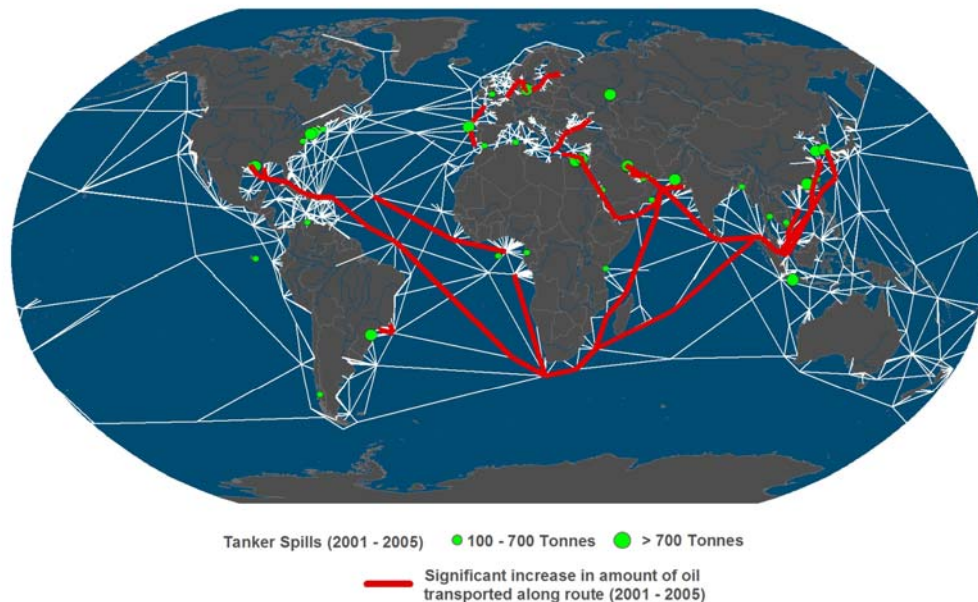 Tanker Spills (2001 - 2005) 100 - 700 Tonnes > 700 Tonnes
Significant increase in amount of oil
transported along route (2001 - 2005)